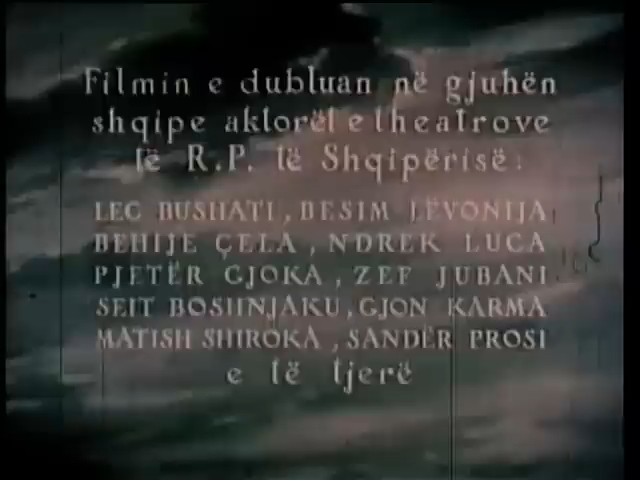 Filmin e dubluan në gjuhën
shqipe aktorët e theatrove
të R.P. të Shqipërisë:
LEC BUSHATI, BESIM LËVONIJA
BEHIJE ÇELA, NDREK LUCA
PJETËR GJOKA, ZEF JUBANI
SEIT BOSHNJAKU, GJON KARMA
MATISH SHIROKA, SANDËR PROSI
e të tjerë